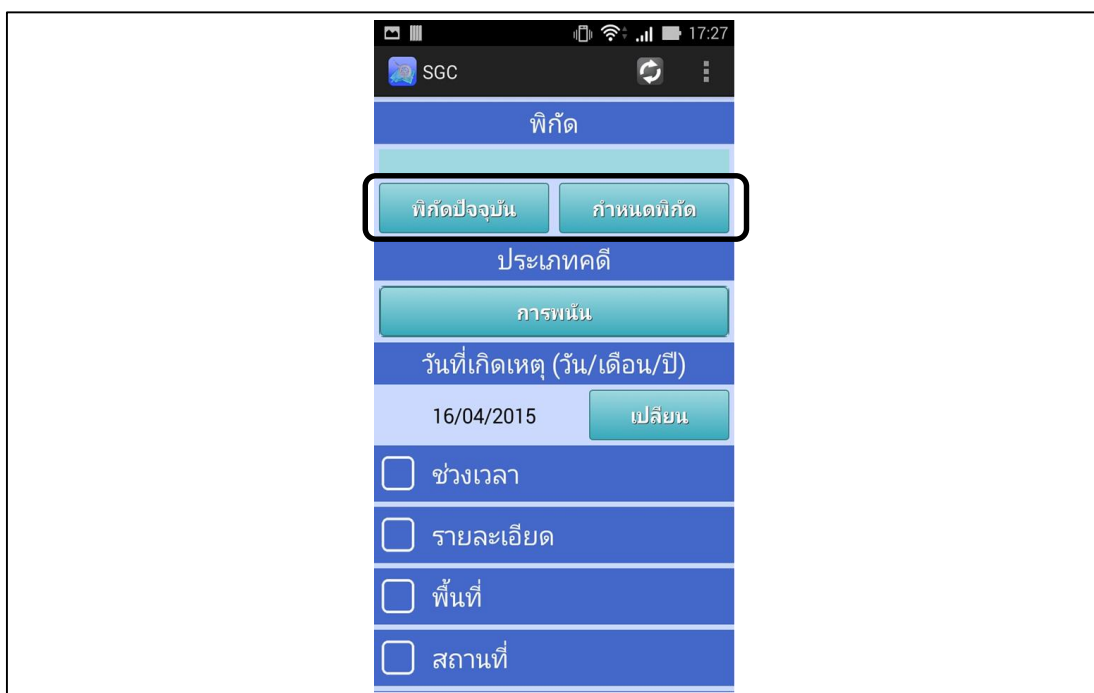 17:27
SGC
พิกัด
พิกัดปัจจุบัน กำหนดพิกัด
ประเภทคดี
การพนัน
วันที่เกิดเหตุ (วัน/เดือน/ปี)
16/04/2015 เปลี่ยน
ช่วงเวลา
รายละเอียด
พื้นที่
สถานที่